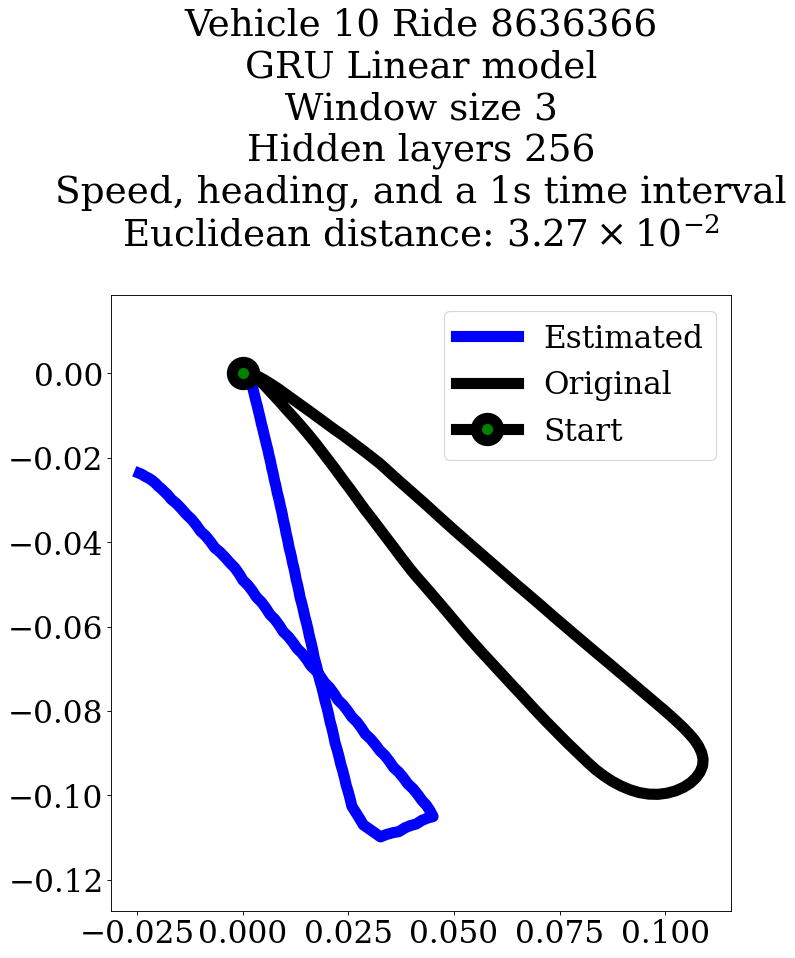 Vehicle 10 Ride 8636366
GRU Linear model
Window size 3
Hidden layers 256
Speed, heading, and a 1s time interval
Euclidean distance: 3.27 × 10⁻²
Estimated
Original
Start
0.00
−0.02
−0.04
−0.06
−0.08
−0.10
−0.12
−0.025 0.000 0.025 0.050 0.075 0.100